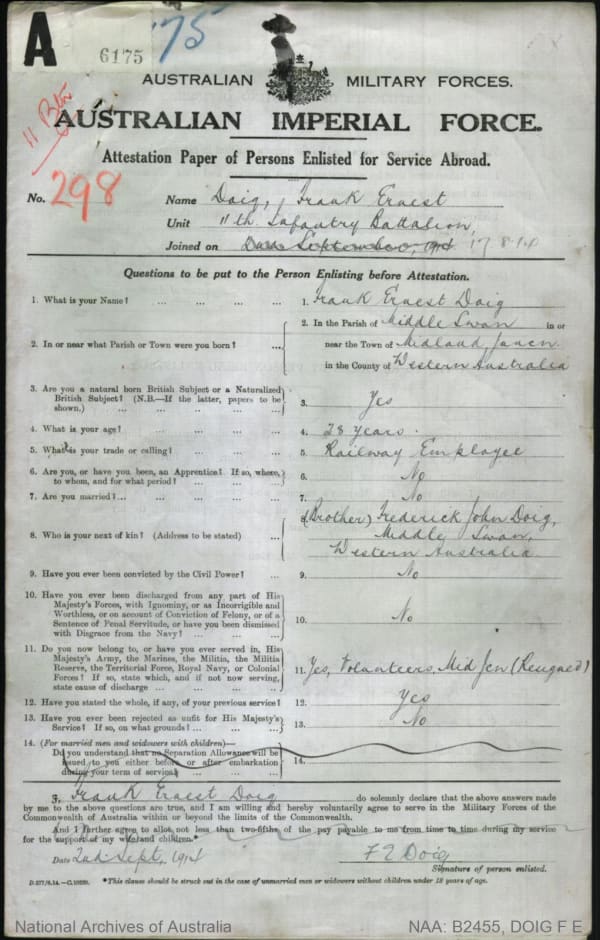 A
6175
75
11 Btn
AUSTRALIAN MILITARY FORCES.
AUSTRALIAN IMPERIAL FORCE.
Attestation Paper of Persons Enlisted for Service Abroad.
No. 298
Name Doig, Frank Ernest
Unit 11th Infantry Battalion,
Joined on September, 1914 17.8.14
Questions to be put to the Person Enlisting before Attestation.
1. What is your Name? ... ... ... ... 1. Frank Ernest Doig
2. In or near what Parish or Town were you born? ...
2. In the Parish of Middle Swan in or
near the Town of Midland Juncn.
in the County of Western Australia
3. Are you a natural born British Subject or a Naturalized
British Subject? (N.B.—If the latter, papers to be
shown.) ... ... ... ... ...
3. Yes
4. What is your age? ... ... ... ... 4. 28 years.
5. What is your trade or calling? ... ... ... 5. Railway Employee
6. Are you, or have you been, an Apprentice? If so, where,
to whom, and for what period? ... ... ...
6. No
7. Are you married? ... ... ... ... ... 7. No
8. Who is your next of kin? (Address to be stated) ...
8. (Brother) Frederick John Doig,
Middle Swan,
Western Australia
9. Have you ever been convicted by the Civil Power? ... 9. No
10. Have you ever been discharged from any part of His
Majesty's Forces, with Ignominy, or as Incorrigible and
Worthless, or on account of Conviction of Felony, or of a
Sentence of Penal Servitude, or have you been dismissed
with Disgrace from the Navy? ... ... ...
10. No
11. Do you now belong to, or have you ever served in, His
Majesty's Army, the Marines, the Militia, the Militia
Reserve, the Territorial Force, Royal Navy, or Colonial
Forces? If so, state which, and if not now serving,
state cause of discharge ... ... ... ...
11. Yes, Volunteers, Mid Jcn (Resigned)
12. Have you stated the whole, if any, of your previous service? 12. Yes
13. Have you ever been rejected as unfit for His Majesty's
Service? If so, on what grounds? ... ... ...
13. No
14. (For married men and widowers with children)—
Do you understand that no Separation Allowance will be
issued to you either before or after embarkation
during your term of service?
14.
I, Frank Ernest Doig do solemnly declare that the above answers made
by me to the above questions are true, and I am willing and hereby voluntarily agree to serve in the Military Forces of the
Commonwealth of Australia within or beyond the limits of the Commonwealth.
And I further agree to allot not less than two-fifths of the pay payable to me from time to time during my service
for the support of my wife and children.*
Date 2nd Sept, 1914 F E Doig
Signature of person enlisted.
*This clause should be struck out in the case of unmarried men or widowers without children under 18 years of age.
National Archives of Australia
NAA: B2455, DOIG F E